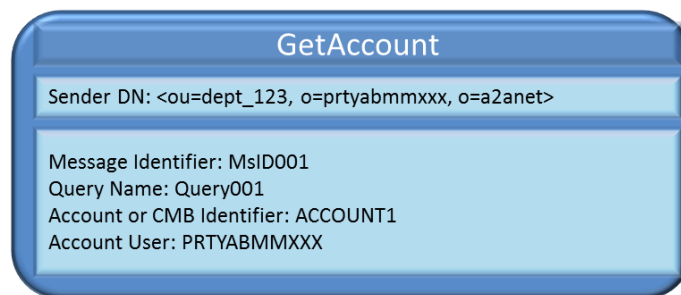 GetAccount
Sender DN: <ou=dept_123, o=prtyabmmxxx, o=a2anet>
Message Identifier: MsID001
Query Name: Query001
Account or CMB Identifier: ACCOUNT1
Account User: PRTYABMMXXX